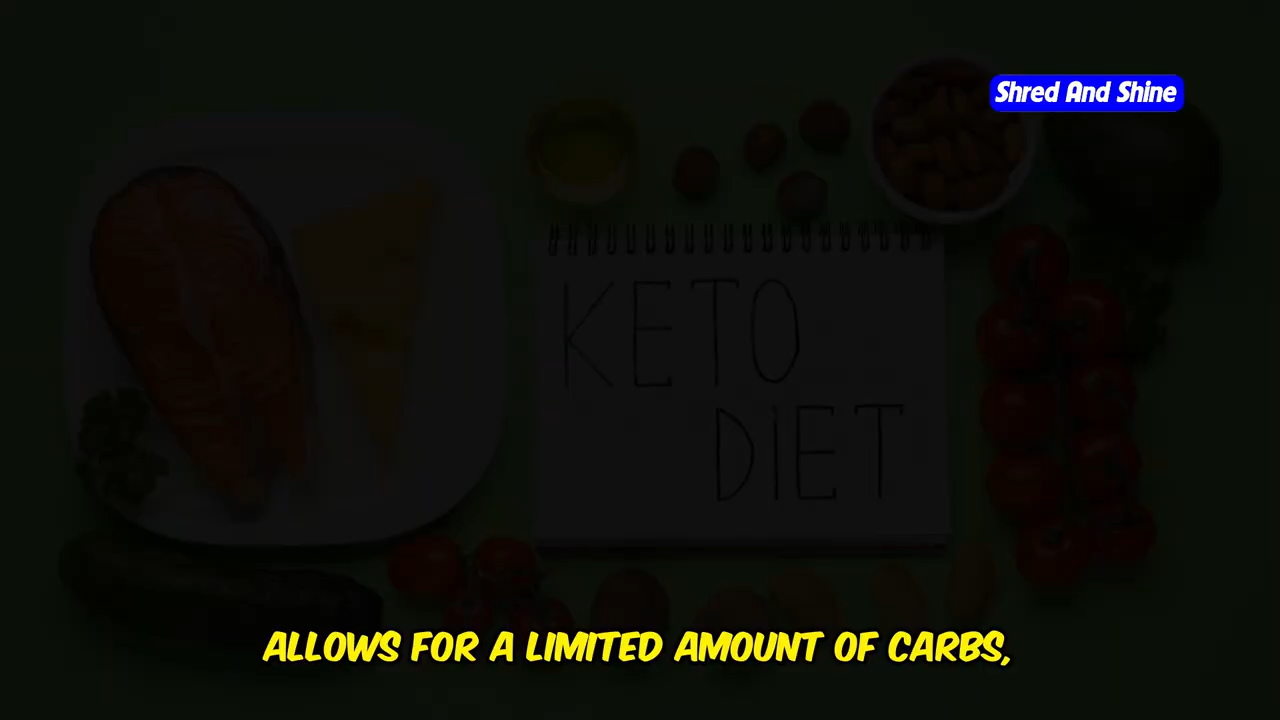 Shred And Shine
KETO
DIET
ALLOWS FOR A LIMITED AMOUNT OF CARBS,